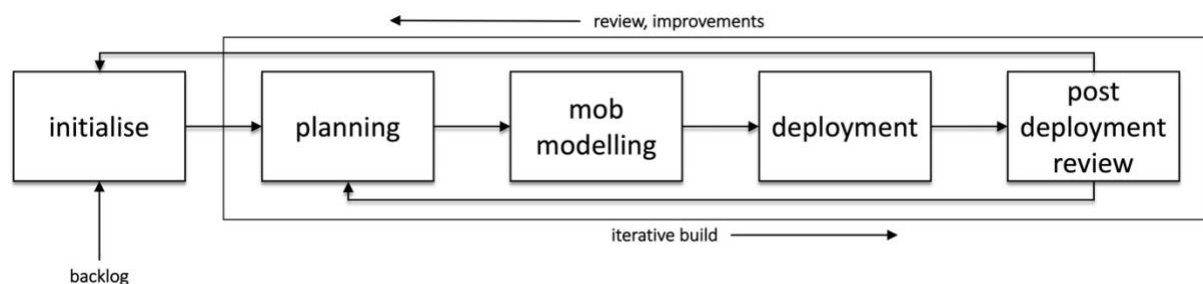 review, improvements
initialise
planning
mob
modelling
deployment
post
deployment
review
iterative build
backlog